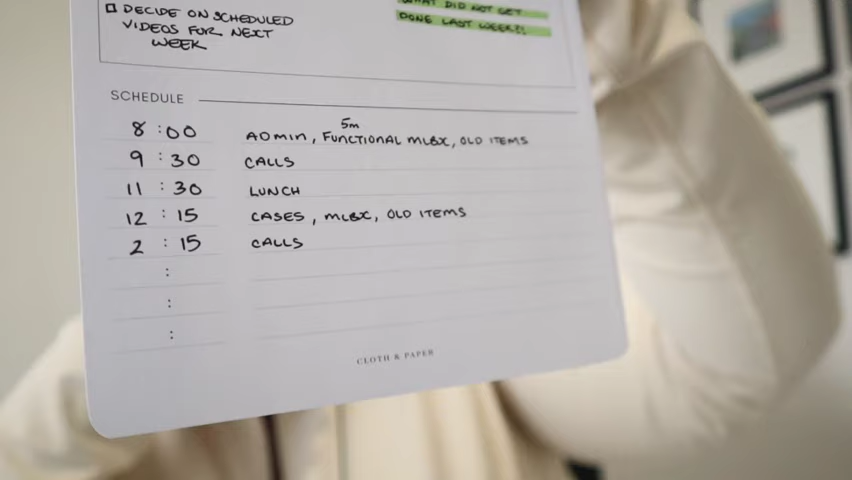 DECIDE ON SCHEDULED
VIDEOS FOR NEXT
WEEK
WHAT DID NOT GET
DONE LAST WEEK?!
SCHEDULE
5m
8:00 ADMIN, FUNCTIONAL MLBX, OLD ITEMS
9:30 CALLS
11:30 LUNCH
12:15 CASES, MLBX, OLD ITEMS
2:15 CALLS
:
:
:
CLOTH & PAPER